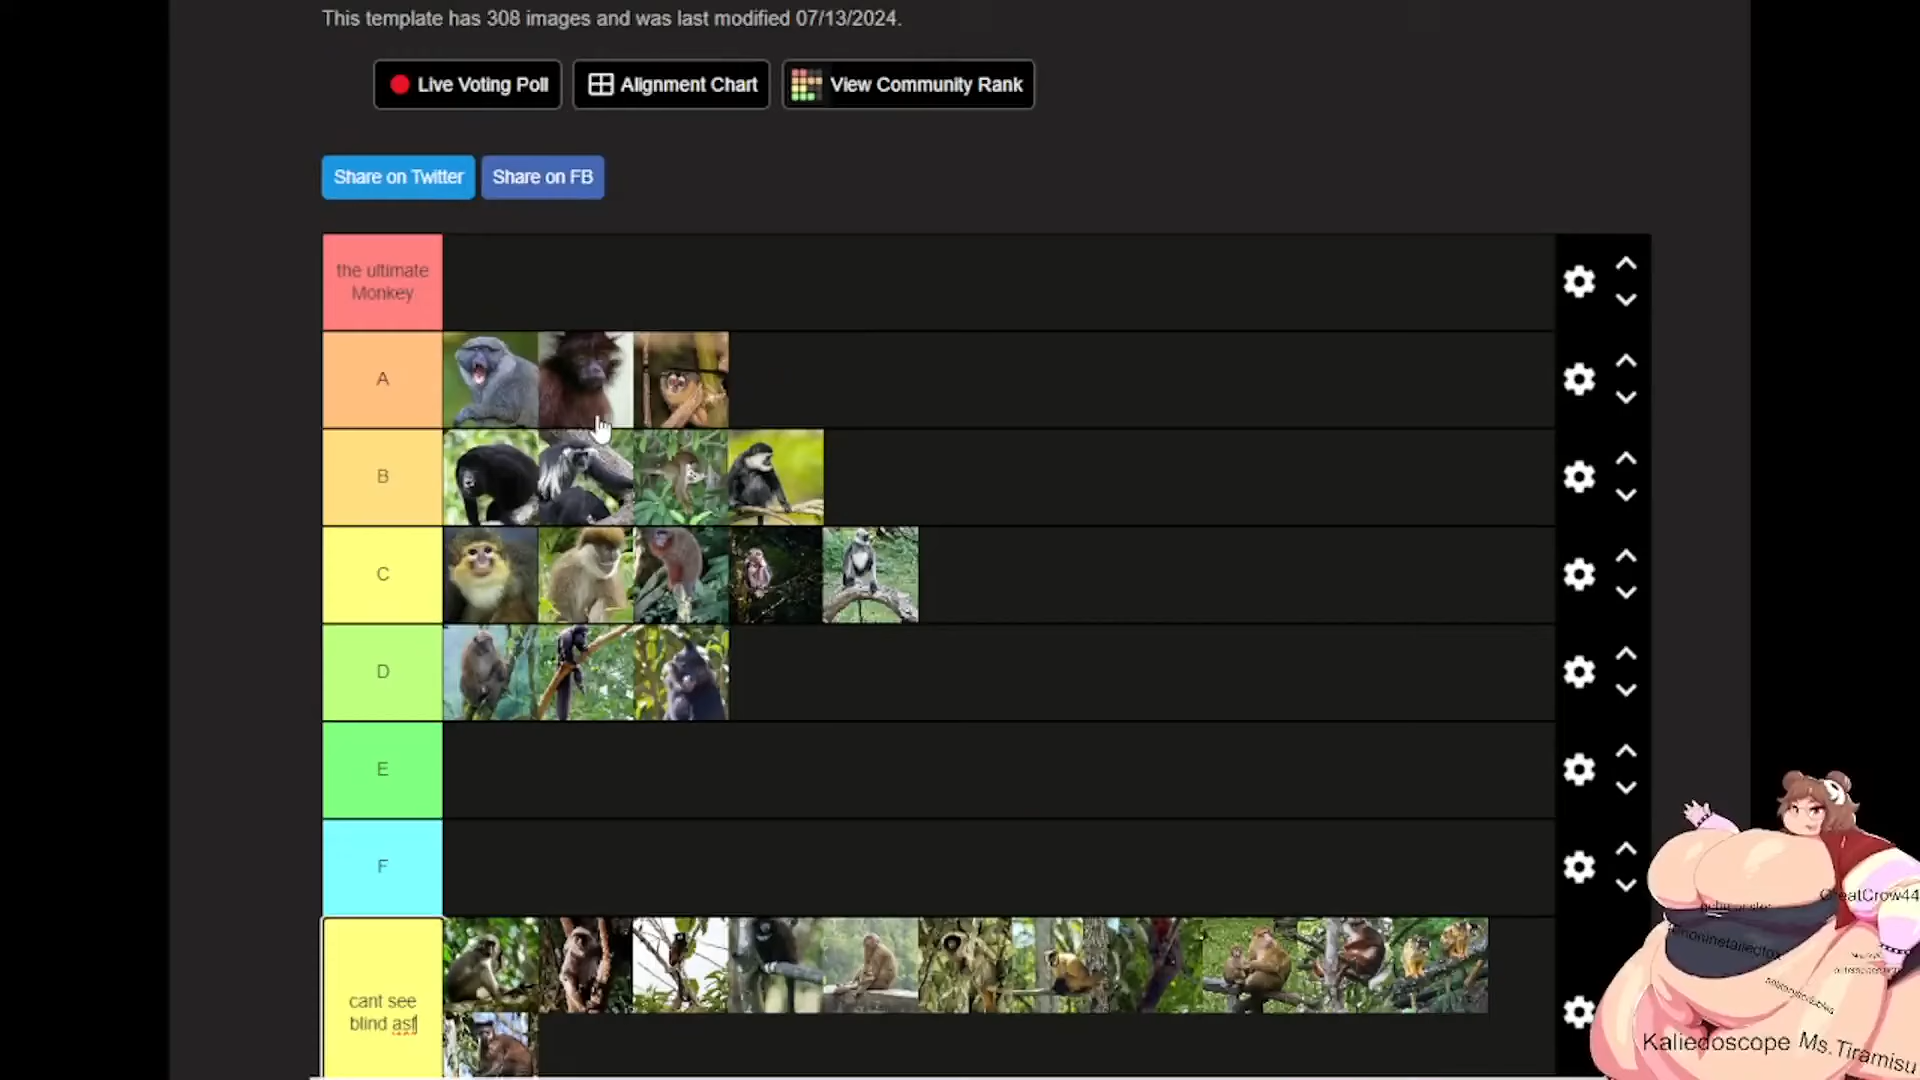 This template has 308 images and was last modified 07/13/2024.
Live Voting Poll
Alignment Chart
View Community Rank
Share on Twitter
Share on FB
the ultimate
Monkey
A
B
C
D
E
F
cant see
blind asf
Kaliedoscope
Ms.Tiramisu